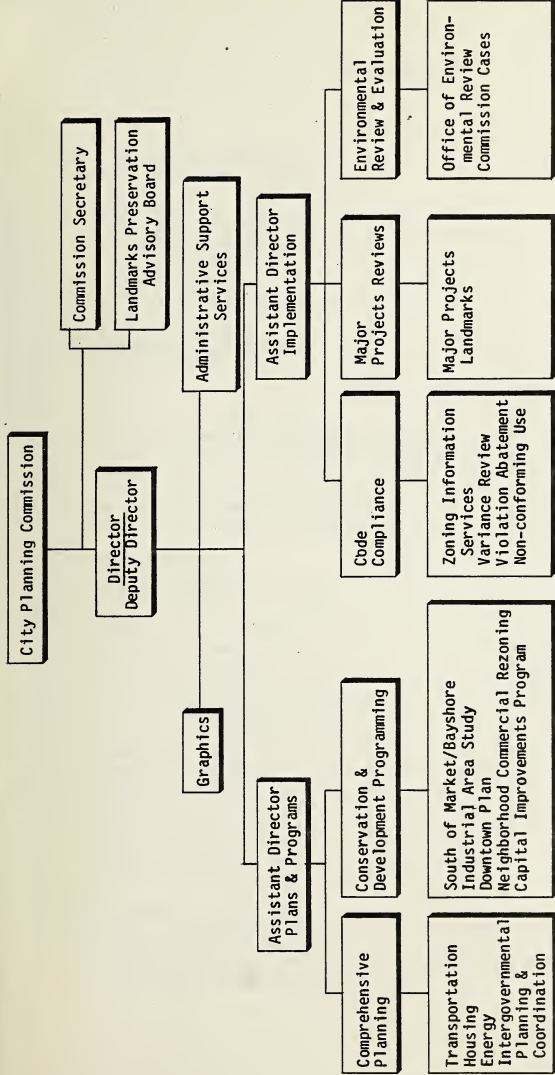 City Planning Commission
Commission Secretary
Landmarks Preservation
Advisory Board
Director
Deputy Director
Graphics
Administrative Support
Services
Assistant Director
Plans & Programs
Assistant Director
Implementation
Comprehensive
Planning
Conservation &
Development Programming
Code
Compliance
Major
Projects Reviews
Environmental
Review & Evaluation
Transportation
Housing
Energy
Intergovernmental
Planning &
Coordination
South of Market/Bayshore
Industrial Area Study
Downtown Plan
Neighborhood Commercial Rezoning
Capital Improvements Program
Zoning Information
Services
Variance Review
Violation Abatement
Non-conforming Use
Major Projects
Landmarks
Office of Environ-
mental Review
Commission Cases